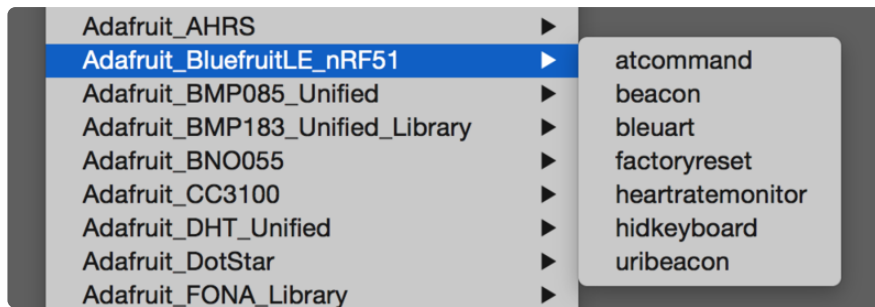 Adafruit_AHRS
Adafruit_BluefruitLE_nRF51
Adafruit_BMP085_Unified
Adafruit_BMP183_Unified_Library
Adafruit_BNO055
Adafruit_CC3100
Adafruit_DHT_Unified
Adafruit_DotStar
Adafruit_FONA_Library
atcommand
beacon
bleuart
factoryreset
heartratemonitor
hidkeyboard
uribeacon